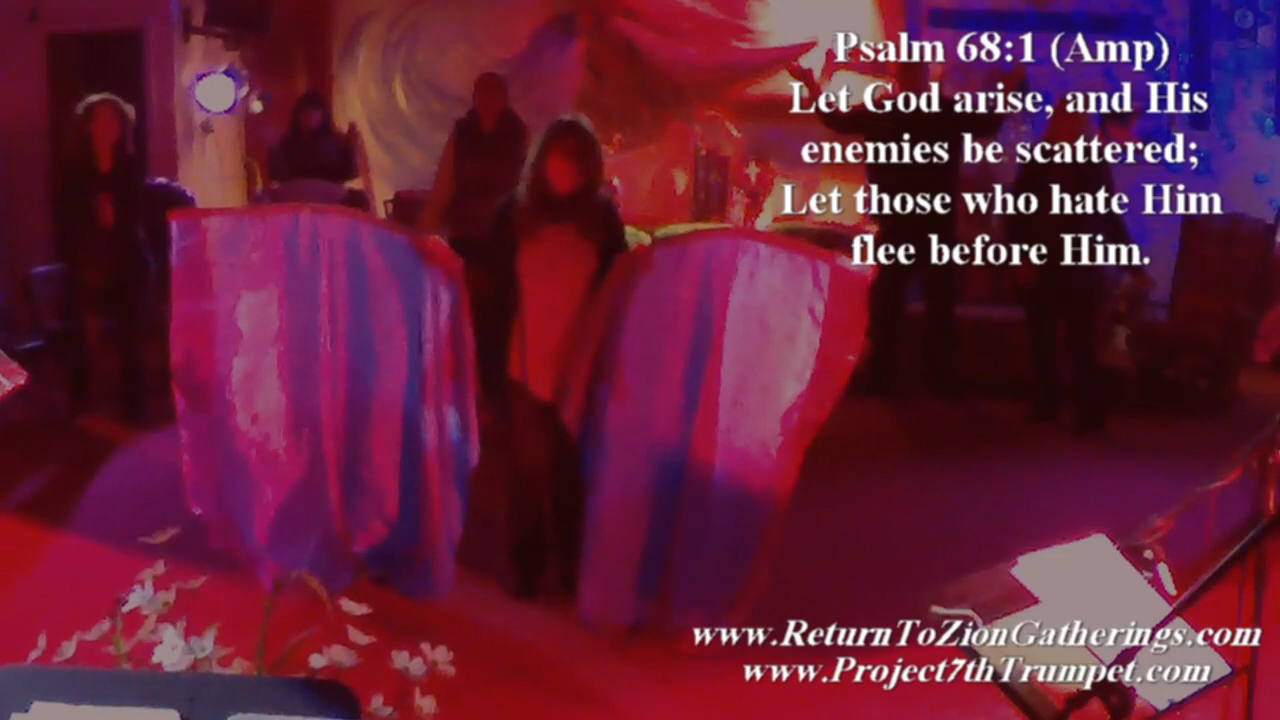 Psalm 68:1 (Amp)
Let God arise, and His
enemies be scattered;
Let those who hate Him
flee before Him.
www.ReturnToZionGatherings.com
www.Project7thTrumpet.com